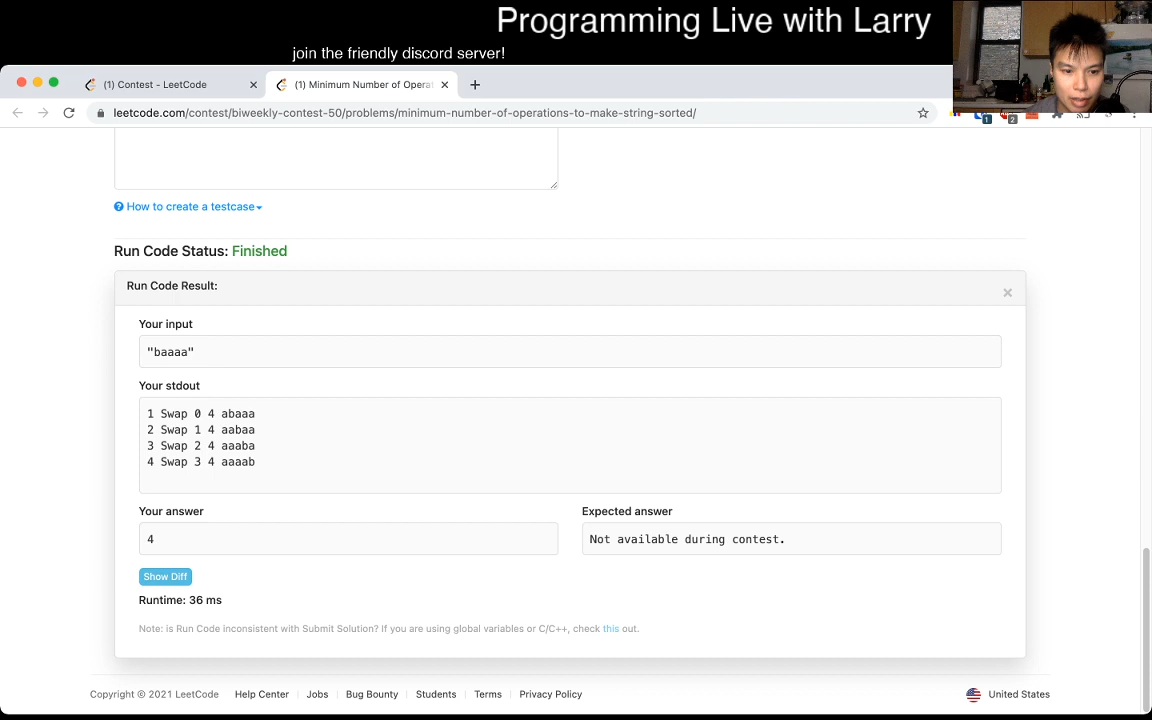 Programming Live with Larry
join the friendly discord server!
(1) Contest - LeetCode
(1) Minimum Number of Opera
leetcode.com/contest/biweekly-contest-50/problems/minimum-number-of-operations-to-make-string-sorted/
1
2
How to create a testcase
Run Code Status: Finished
Run Code Result:
Your input
"baaaa"
Your stdout
1 Swap 0 4 abaaa
2 Swap 1 4 aabaa
3 Swap 2 4 aaaba
4 Swap 3 4 aaaab
Your answer
Expected answer
4
Not available during contest.
Show Diff
Runtime: 36 ms
Note: is Run Code inconsistent with Submit Solution? If you are using global variables or C/C++, check this out.
Copyright © 2021 LeetCode
Help Center
Jobs
Bug Bounty
Students
Terms
Privacy Policy
United States